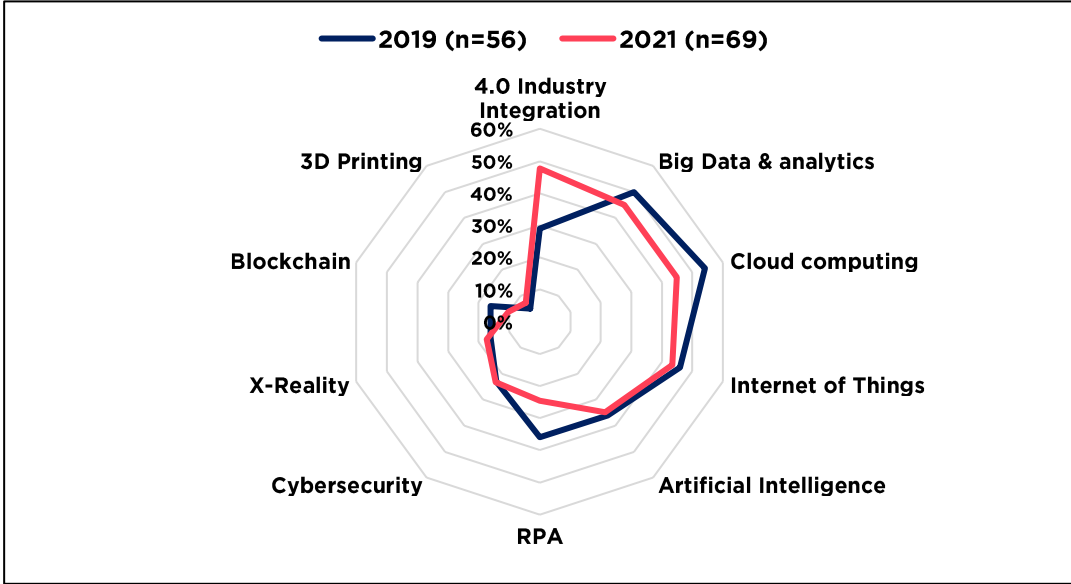 2019 (n=56) 2021 (n=69)
4.0 Industry
Integration
60%
50%
40%
30%
20%
10%
0%
Big Data & analytics
Cloud computing
Internet of Things
Artificial Intelligence
RPA
Cybersecurity
X-Reality
Blockchain
3D Printing